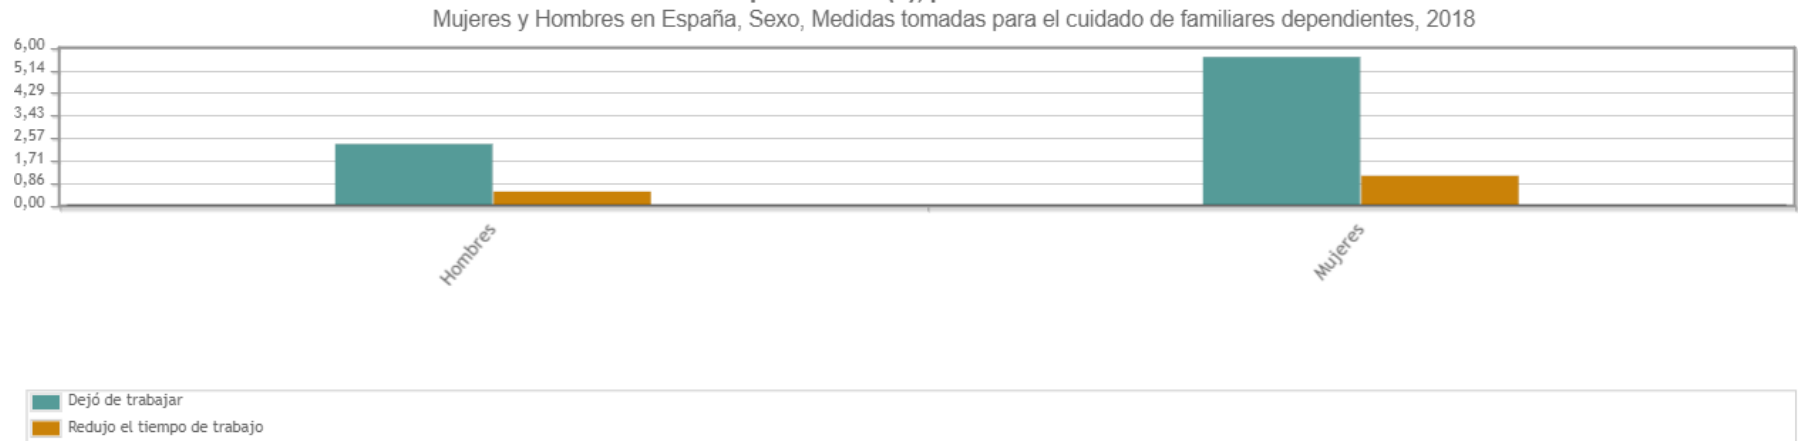 Mujeres y Hombres en España, Sexo, Medidas tomadas para el cuidado de familiares dependientes, 2018
6,00
5,14
4,29
3,43
2,57
1,71
0,86
0,00
Hombres
Mujeres
Dejó de trabajar
Redujo el tiempo de trabajo